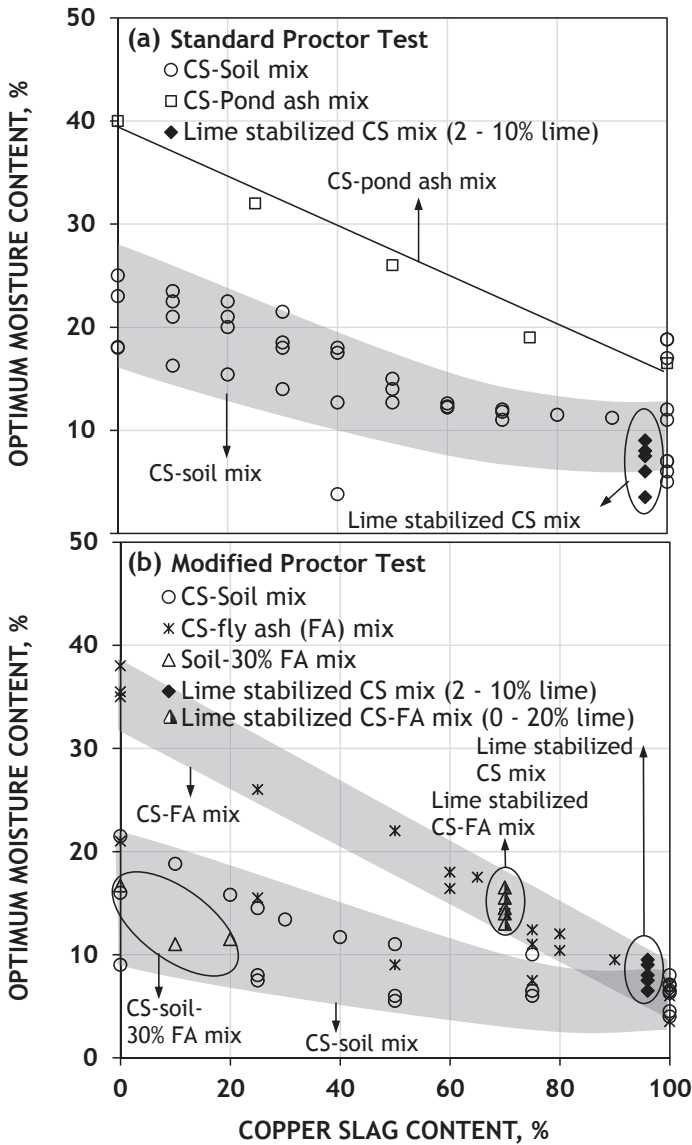 50
(a) Standard Proctor Test
CS-Soil mix
CS-Pond ash mix
40
Lime stabilized CS mix (2 - 10% lime)
CS-pond ash mix
30
20
10
CS-soil mix
Lime stabilized CS mix
OPTIMUM MOISTURE CONTENT, %
50
(b) Modified Proctor Test
CS-Soil mix
CS-fly ash (FA) mix
40
Soil-30% FA mix
Lime stabilized CS mix (2 - 10% lime)
Lime stabilized CS-FA mix (0 - 20% lime)
30
Lime stabilized
CS mix
Lime stabilized
CS-FA mix
CS-FA mix
20
10
CS-soil-
30% FA mix
CS-soil mix
0
OPTIMUM MOISTURE CONTENT, %
0 20 40 60 80 100
COPPER SLAG CONTENT, %